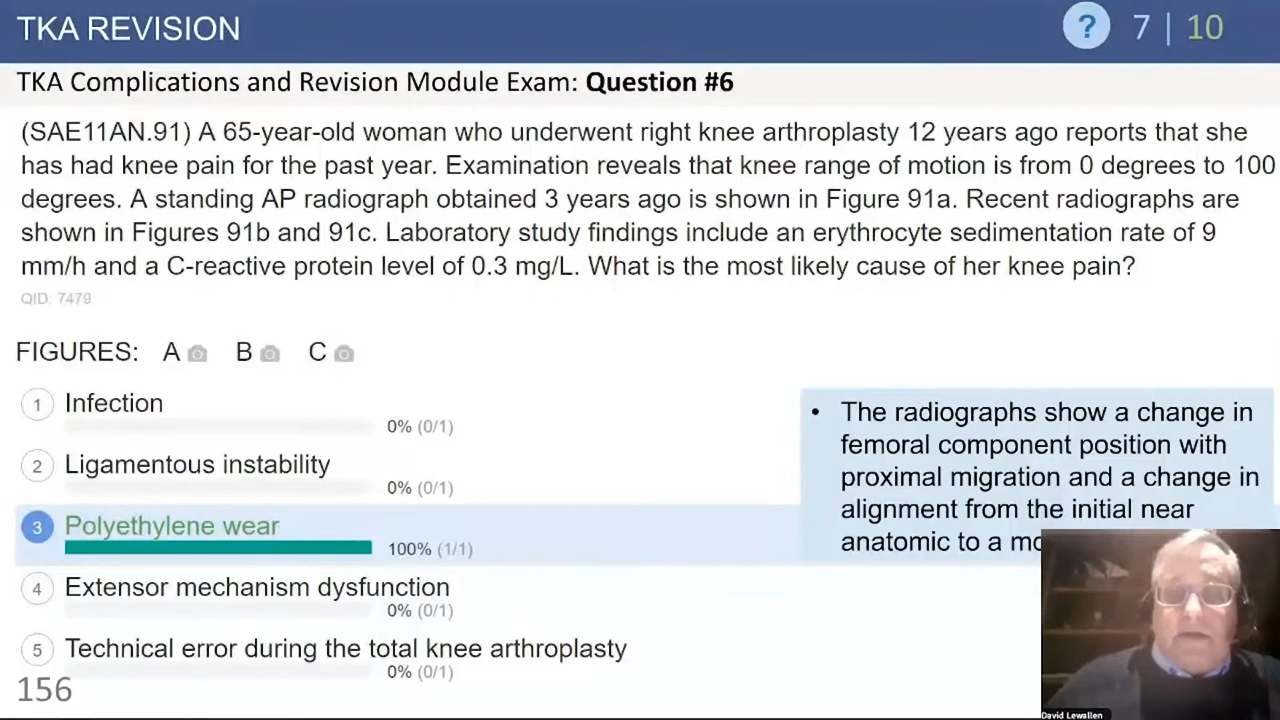 TKA REVISION
? 7 | 10
TKA Complications and Revision Module Exam: Question #6
(SAE11AN.91) A 65-year-old woman who underwent right knee arthroplasty 12 years ago reports that she
has had knee pain for the past year. Examination reveals that knee range of motion is from 0 degrees to 100
degrees. A standing AP radiograph obtained 3 years ago is shown in Figure 91a. Recent radiographs are
shown in Figures 91b and 91c. Laboratory study findings include an erythrocyte sedimentation rate of 9
mm/h and a C-reactive protein level of 0.3 mg/L. What is the most likely cause of her knee pain?
QID: 7479
FIGURES: A B C
1 Infection
0% (0/1)
2 Ligamentous instability
0% (0/1)
3 Polyethylene wear
100% (1/1)
4 Extensor mechanism dysfunction
0% (0/1)
5 Technical error during the total knee arthroplasty
0% (0/1)
• The radiographs show a change in
femoral component position with
proximal migration and a change in
alignment from the initial near
anatomic to a
156
David Lewallen